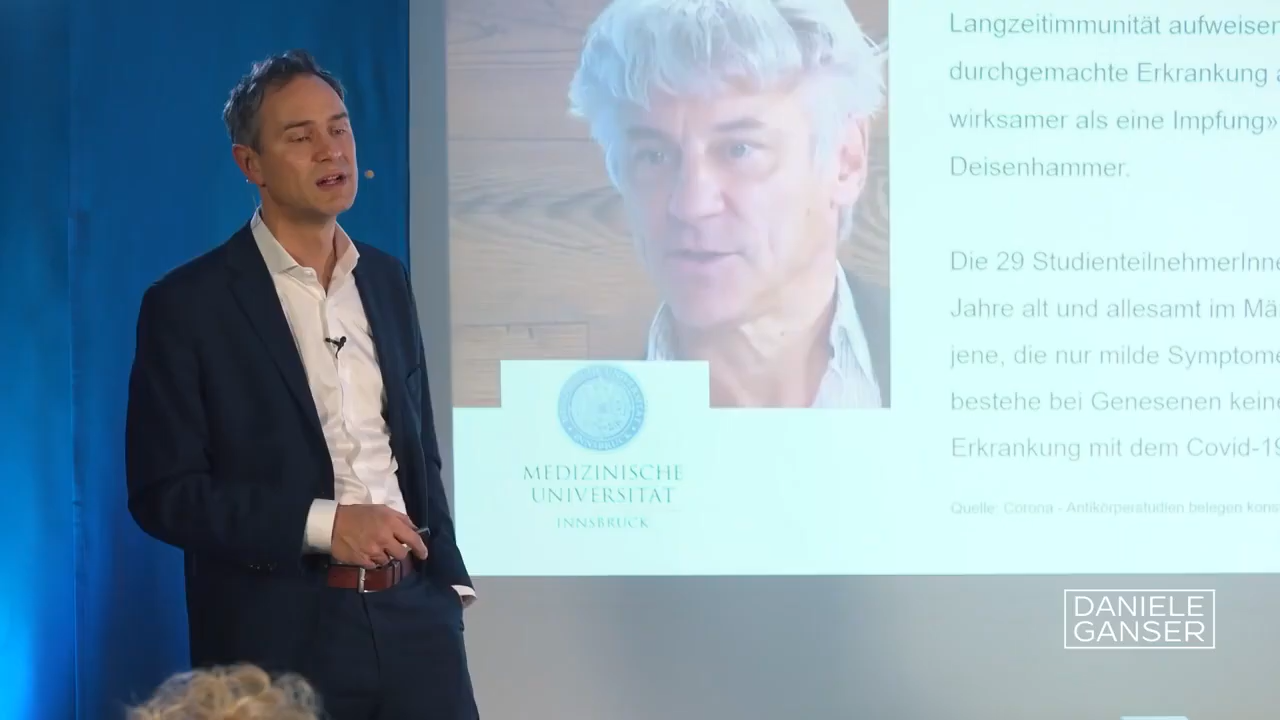 Langzeitimmunität aufweisen
durchgemachte Erkrankung
wirksamer als eine Impfung»
Deisenhammer.
Die 29 StudienteilnehmerInne
Jahre alt und allesamt im Mä
jene, die nur milde Symptome
bestehe bei Genesenen keine
Erkrankung mit dem Covid-19
Quelle: Corona - Antikörperstudien belegen kons
MEDIZINISCHE
UNIVERSITÄT
INNSBRUCK
DANIELE
GANSER